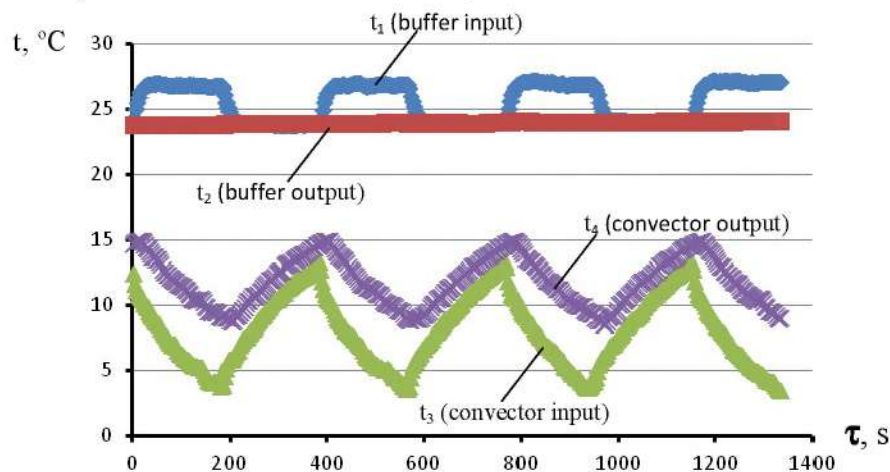 t₁ (buffer input)
t, °C
30
25
20
t₂ (buffer output)
t₄ (convector output)
15
10
5
t₃ (convector input)
0
τ, s
0 200 400 600 800 1000 1200 1400